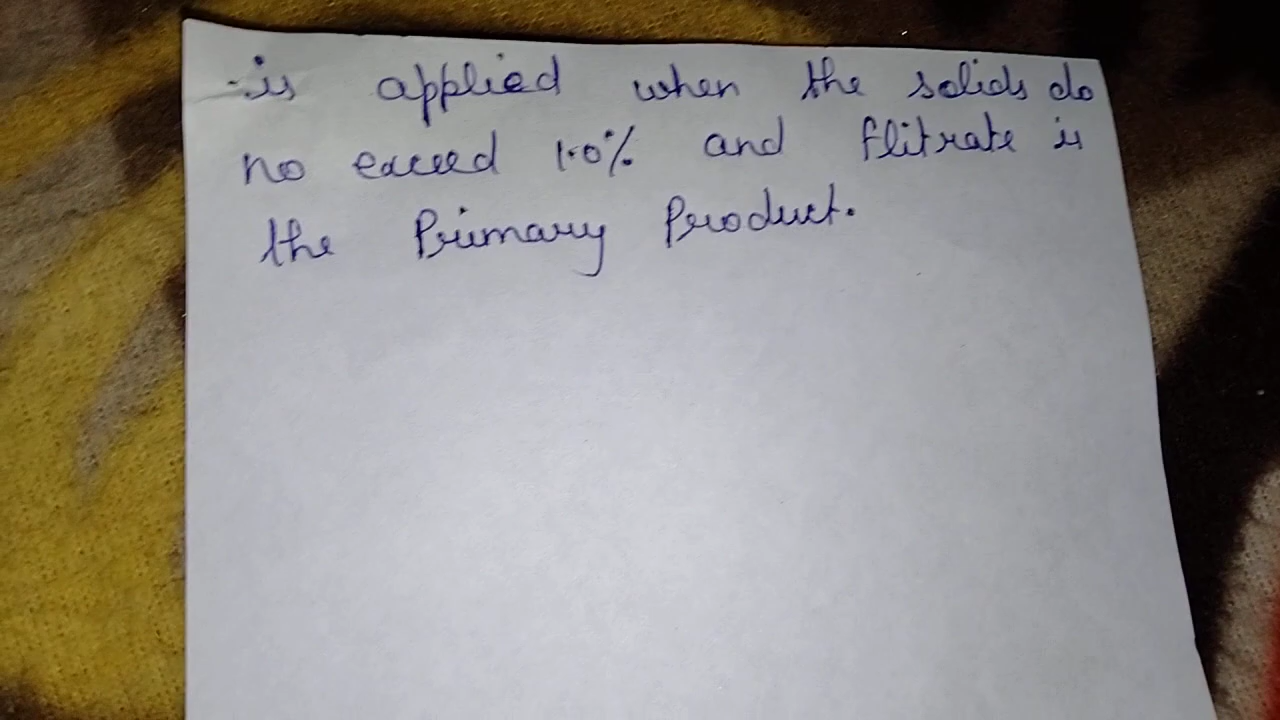 -is applied when the solids do
no exceed 1.0% and flitrate is
the Primary Product.